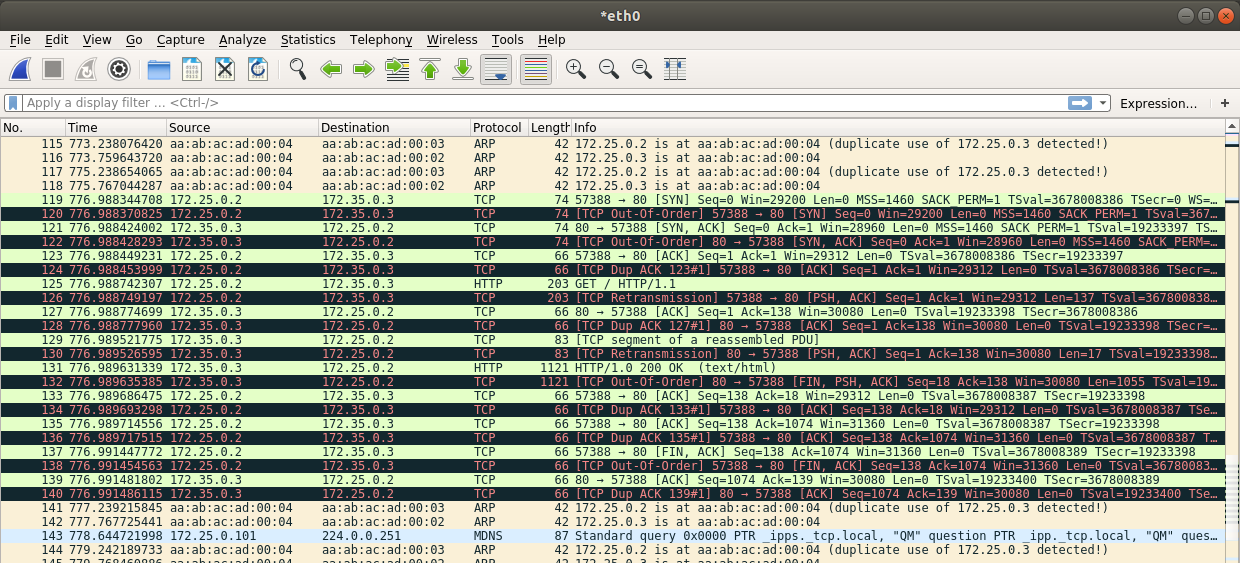 *eth0
File Edit View Go Capture Analyze Statistics Telephony Wireless Tools Help
Apply a display filter … <Ctrl-/> Expression… +
No. Time Source Destination Protocol Length Info
115 773.238076420 aa:ab:ac:ad:00:04 aa:ab:ac:ad:00:03 ARP 42 172.25.0.2 is at aa:ab:ac:ad:00:04 (duplicate use of 172.25.0.3 detected!)
116 773.759643720 aa:ab:ac:ad:00:04 aa:ab:ac:ad:00:02 ARP 42 172.25.0.3 is at aa:ab:ac:ad:00:04
117 775.238654065 aa:ab:ac:ad:00:04 aa:ab:ac:ad:00:03 ARP 42 172.25.0.2 is at aa:ab:ac:ad:00:04 (duplicate use of 172.25.0.3 detected!)
118 775.767044287 aa:ab:ac:ad:00:04 aa:ab:ac:ad:00:02 ARP 42 172.25.0.3 is at aa:ab:ac:ad:00:04
119 776.988344708 172.25.0.2 172.35.0.3 TCP 74 57388 → 80 [SYN] Seq=0 Win=29200 Len=0 MSS=1460 SACK_PERM=1 TSval=3678008386 TSecr=0 WS=…
120 776.988370825 172.25.0.2 172.35.0.3 TCP 74 [TCP Out-Of-Order] 57388 → 80 [SYN] Seq=0 Win=29200 Len=0 MSS=1460 SACK_PERM=1 TSval=367…
121 776.988424002 172.35.0.3 172.25.0.2 TCP 74 80 → 57388 [SYN, ACK] Seq=0 Ack=1 Win=28960 Len=0 MSS=1460 SACK_PERM=1 TSval=19233397 TS…
122 776.988428293 172.35.0.3 172.25.0.2 TCP 74 [TCP Out-Of-Order] 80 → 57388 [SYN, ACK] Seq=0 Ack=1 Win=28960 Len=0 MSS=1460 SACK_PERM=…
123 776.988449231 172.25.0.2 172.35.0.3 TCP 66 57388 → 80 [ACK] Seq=1 Ack=1 Win=29312 Len=0 TSval=3678008386 TSecr=19233397
124 776.988453999 172.25.0.2 172.35.0.3 TCP 66 [TCP Dup ACK 123#1] 57388 → 80 [ACK] Seq=1 Ack=1 Win=29312 Len=0 TSval=3678008386 TSecr=…
125 776.988742307 172.25.0.2 172.35.0.3 HTTP 203 GET / HTTP/1.1
126 776.988749197 172.25.0.2 172.35.0.3 TCP 203 [TCP Retransmission] 57388 → 80 [PSH, ACK] Seq=1 Ack=1 Win=29312 Len=137 TSval=367800838…
127 776.988774699 172.35.0.3 172.25.0.2 TCP 66 80 → 57388 [ACK] Seq=1 Ack=138 Win=30080 Len=0 TSval=19233398 TSecr=3678008386
128 776.988777960 172.35.0.3 172.25.0.2 TCP 66 [TCP Dup ACK 127#1] 80 → 57388 [ACK] Seq=1 Ack=138 Win=30080 Len=0 TSval=19233398 TSecr=…
129 776.989521775 172.35.0.3 172.25.0.2 TCP 83 [TCP segment of a reassembled PDU]
130 776.989526595 172.35.0.3 172.25.0.2 TCP 83 [TCP Retransmission] 80 → 57388 [PSH, ACK] Seq=1 Ack=138 Win=30080 Len=17 TSval=19233398…
131 776.989631339 172.35.0.3 172.25.0.2 HTTP 1121 HTTP/1.0 200 OK (text/html)
132 776.989635385 172.35.0.3 172.25.0.2 TCP 1121 [TCP Out-Of-Order] 80 → 57388 [FIN, PSH, ACK] Seq=18 Ack=138 Win=30080 Len=1055 TSval=19…
133 776.989686475 172.25.0.2 172.35.0.3 TCP 66 57388 → 80 [ACK] Seq=138 Ack=18 Win=29312 Len=0 TSval=3678008387 TSecr=19233398
134 776.989693298 172.25.0.2 172.35.0.3 TCP 66 [TCP Dup ACK 133#1] 57388 → 80 [ACK] Seq=138 Ack=18 Win=29312 Len=0 TSval=3678008387 TSe…
135 776.989714556 172.25.0.2 172.35.0.3 TCP 66 57388 → 80 [ACK] Seq=138 Ack=1074 Win=31360 Len=0 TSval=3678008387 TSecr=19233398
136 776.989717515 172.25.0.2 172.35.0.3 TCP 66 [TCP Dup ACK 135#1] 57388 → 80 [ACK] Seq=138 Ack=1074 Win=31360 Len=0 TSval=3678008387 T…
137 776.991447772 172.25.0.2 172.35.0.3 TCP 66 57388 → 80 [FIN, ACK] Seq=138 Ack=1074 Win=31360 Len=0 TSval=3678008389 TSecr=19233398
138 776.991454563 172.25.0.2 172.35.0.3 TCP 66 [TCP Out-Of-Order] 57388 → 80 [FIN, ACK] Seq=138 Ack=1074 Win=31360 Len=0 TSval=36780083…
139 776.991481802 172.35.0.3 172.25.0.2 TCP 66 80 → 57388 [ACK] Seq=1074 Ack=139 Win=30080 Len=0 TSval=19233400 TSecr=3678008389
140 776.991486115 172.35.0.3 172.25.0.2 TCP 66 [TCP Dup ACK 139#1] 80 → 57388 [ACK] Seq=1074 Ack=139 Win=30080 Len=0 TSval=19233400 TSe…
141 777.239215845 aa:ab:ac:ad:00:04 aa:ab:ac:ad:00:03 ARP 42 172.25.0.2 is at aa:ab:ac:ad:00:04 (duplicate use of 172.25.0.3 detected!)
142 777.767725441 aa:ab:ac:ad:00:04 aa:ab:ac:ad:00:02 ARP 42 172.25.0.3 is at aa:ab:ac:ad:00:04
143 778.644721998 172.25.0.101 224.0.0.251 MDNS 87 Standard query 0x0000 PTR _ipps._tcp.local, "QM" question PTR _ipp._tcp.local, "QM" ques…
144 779.242189733 aa:ab:ac:ad:00:04 aa:ab:ac:ad:00:03 ARP 42 172.25.0.2 is at aa:ab:ac:ad:00:04 (duplicate use of 172.25.0.3 detected!)